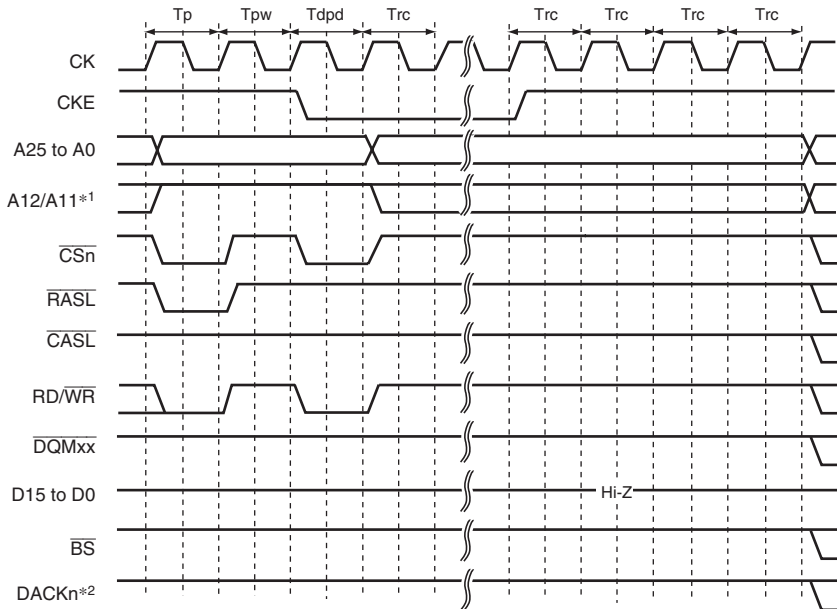 Tp Tpw Tdpd Trc Trc Trc Trc Trc
CK
CKE
A25 to A0
A12/A11*1
CSn
RASL
CASL
RD/WR
DQMxx
D15 to D0 Hi-Z
BS
DACKn*2